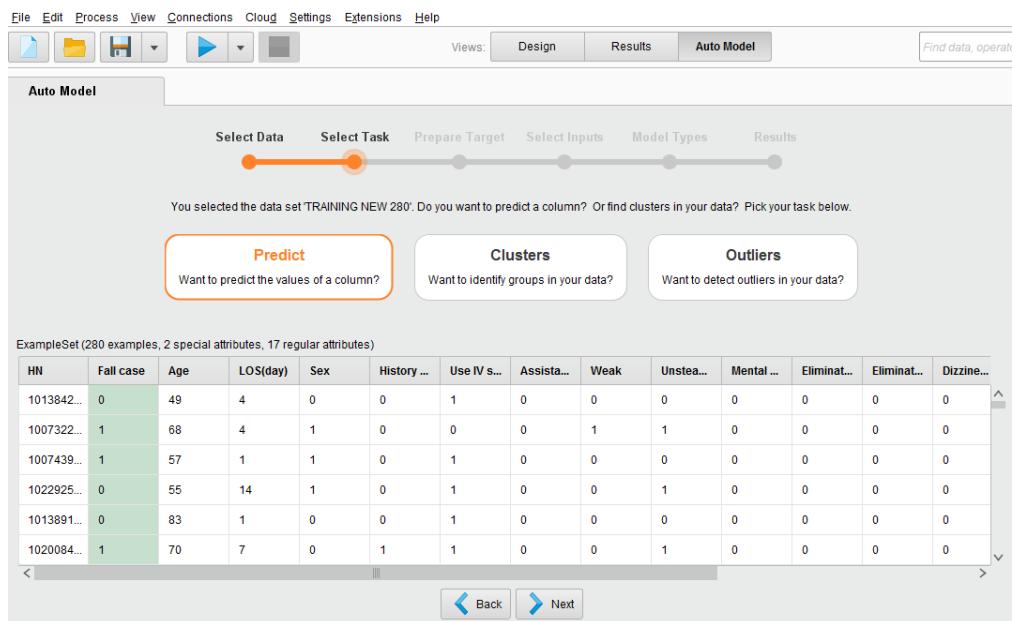 File Edit Process View Connections Cloud Settings Extensions Help
Views: Design Results Auto Model Find data, operato
Auto Model
Select Data Select Task Prepare Target Select Inputs Model Types Results
You selected the data set 'TRAINING NEW 280'. Do you want to predict a column? Or find clusters in your data? Pick your task below.
Predict Clusters Outliers
Want to predict the values of a column? Want to identify groups in your data? Want to detect outliers in your data?
ExampleSet (280 examples, 2 special attributes, 17 regular attributes)
HN Fall case Age LOS(day) Sex History ... Use IV s... Assista... Weak Unstea... Mental ... Eliminat... Eliminat... Dizzine...
1013842... 0 49 4 0 0 1 0 0 0 0 0 0 0
1007322... 1 68 4 1 0 0 0 1 1 0 0 0 0
1007439... 1 57 1 1 0 1 0 0 0 0 0 0 0
1022925... 0 55 14 1 0 1 0 0 1 0 0 0 0
1013891... 0 83 1 0 0 1 0 0 0 0 0 0 0
1020084... 1 70 7 0 1 1 0 0 1 0 0 0 0
Back Next